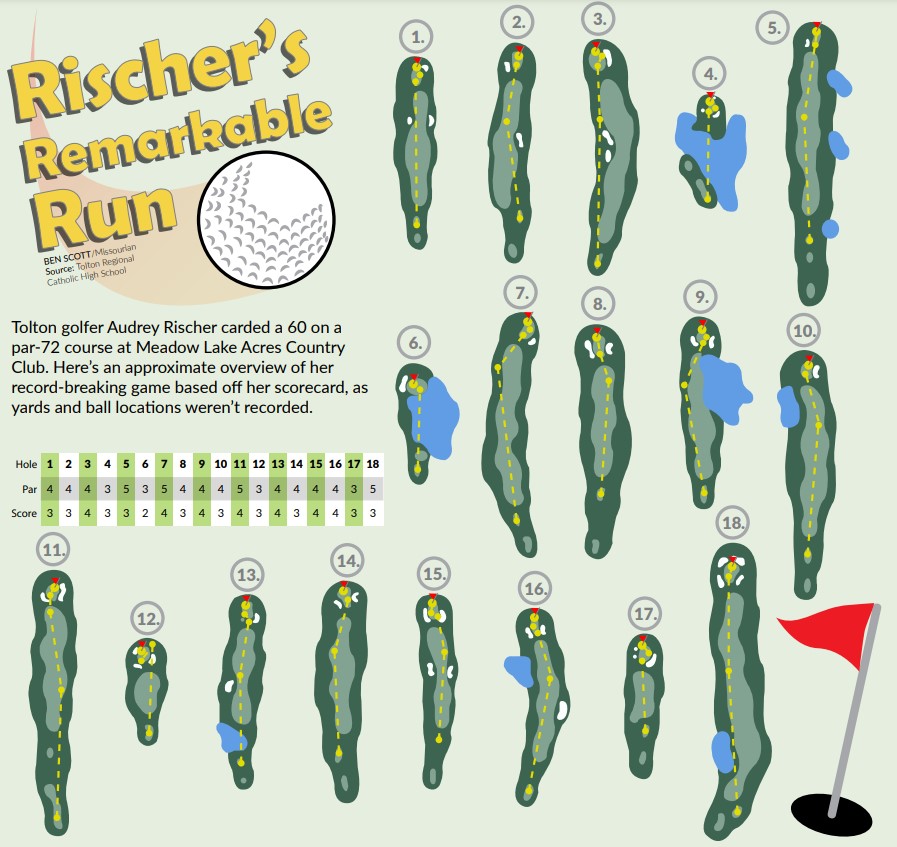 Rischer's
Remarkable
Run
BEN SCOTT/Missourian
Source: Tolton Regional
Catholic High School
Tolton golfer Audrey Rischer carded a 60 on a
par-72 course at Meadow Lake Acres Country
Club. Here's an approximate overview of her
record-breaking game based off her scorecard, as
yards and ball locations weren't recorded.
Hole 1 2 3 4 5 6 7 8 9 10 11 12 13 14 15 16 17 18
Par 4 4 4 3 5 3 5 4 4 4 5 3 4 4 4 4 3 5
Score 3 3 4 3 3 2 4 3 4 3 4 3 4 3 4 4 3 3
1.
2.
3.
4.
5.
6.
7.
8.
9.
10.
11.
12.
13.
14.
15.
16.
17.
18.